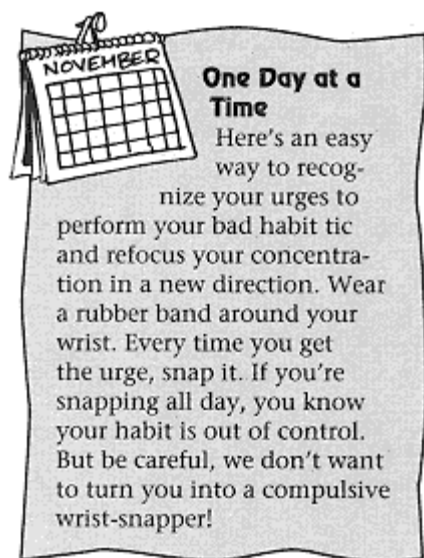 NOVEMBER
One Day at a
Time
Here's an easy
way to recog-
nize your urges to
perform your bad habit tic
and refocus your concentra-
tion in a new direction. Wear
a rubber band around your
wrist. Every time you get
the urge, snap it. If you're
snapping all day, you know
your habit is out of control.
But be careful, we don't want
to turn you into a compulsive
wrist-snapper!